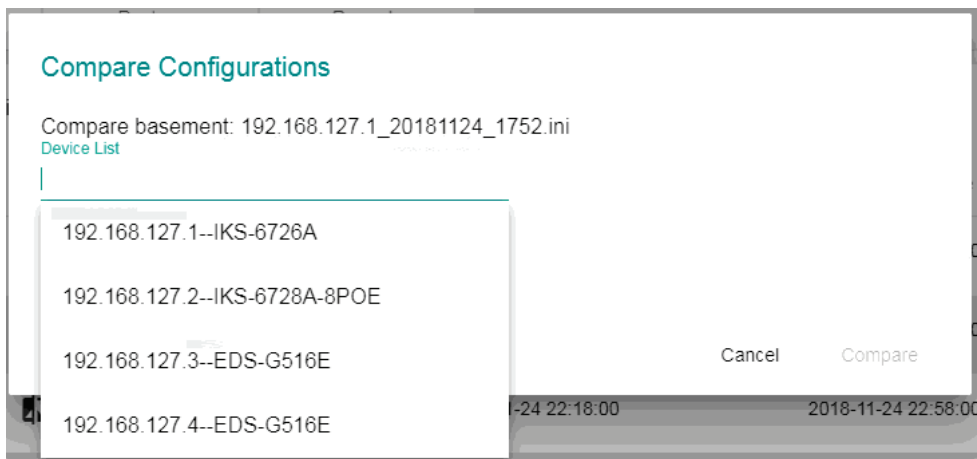 Compare Configurations
Compare basement: 192.168.127.1_20181124_1752.ini
Device List
192.168.127.1--IKS-6726A
192.168.127.2--IKS-6728A-8POE
192.168.127.3--EDS-G516E
Cancel Compare
-24 22:18:00 2018-11-24 22:58:00
192.168.127.4--EDS-G516E